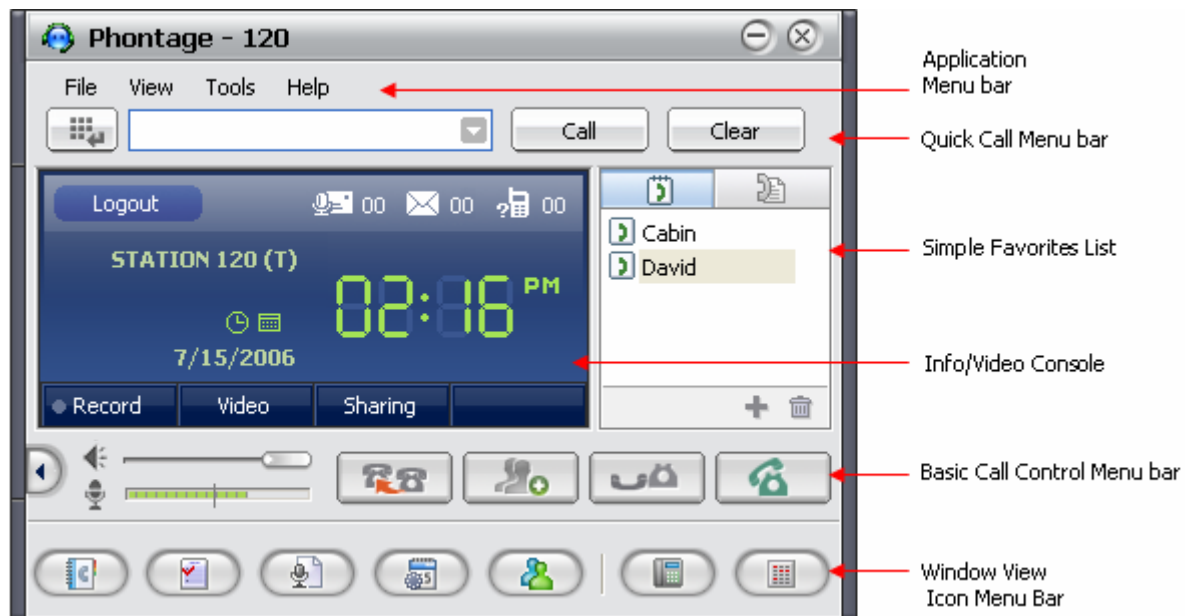 Phontage - 120
File View Tools Help
Application
Menu bar
Call Clear
Quick Call Menu bar
Logout 00 00 ? 00
Cabin
David
Simple Favorites List
STATION 120 (T)
02:16 PM
7/15/2006
Info/Video Console
Record Video Sharing
Basic Call Control Menu bar
Window View
Icon Menu Bar